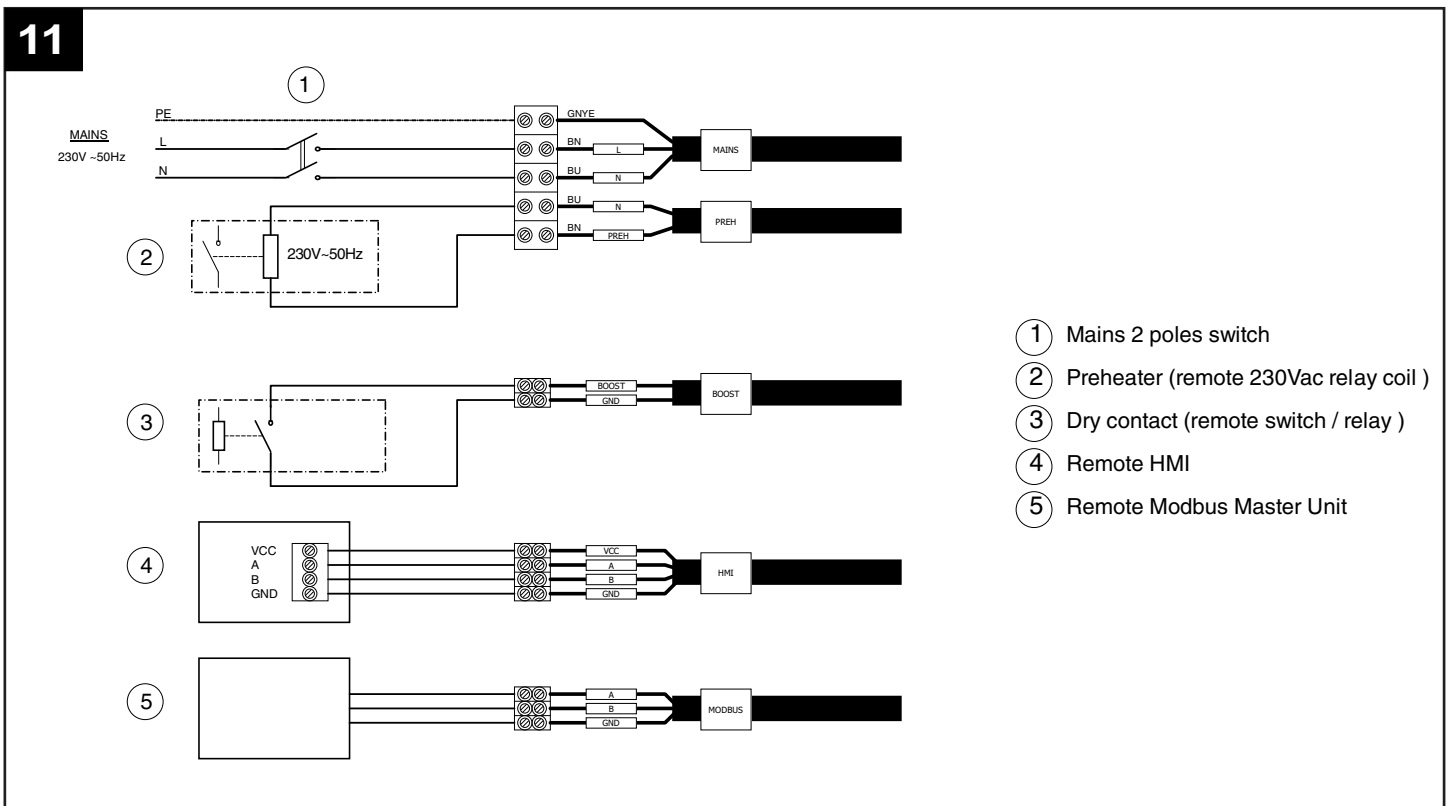 11
1
MAINS
230V ~50Hz
PE
L
N
GNYE
BN L
BU N
MAINS
BU N
BN PREH
PREH
2
230V~50Hz
3
BOOST
GND
BOOST
4
VCC
A
B
GND
VCC
A
B
GND
HMI
5
A
B
GND
MODBUS
1 Mains 2 poles switch
2 Preheater (remote 230Vac relay coil )
3 Dry contact (remote switch / relay )
4 Remote HMI
5 Remote Modbus Master Unit